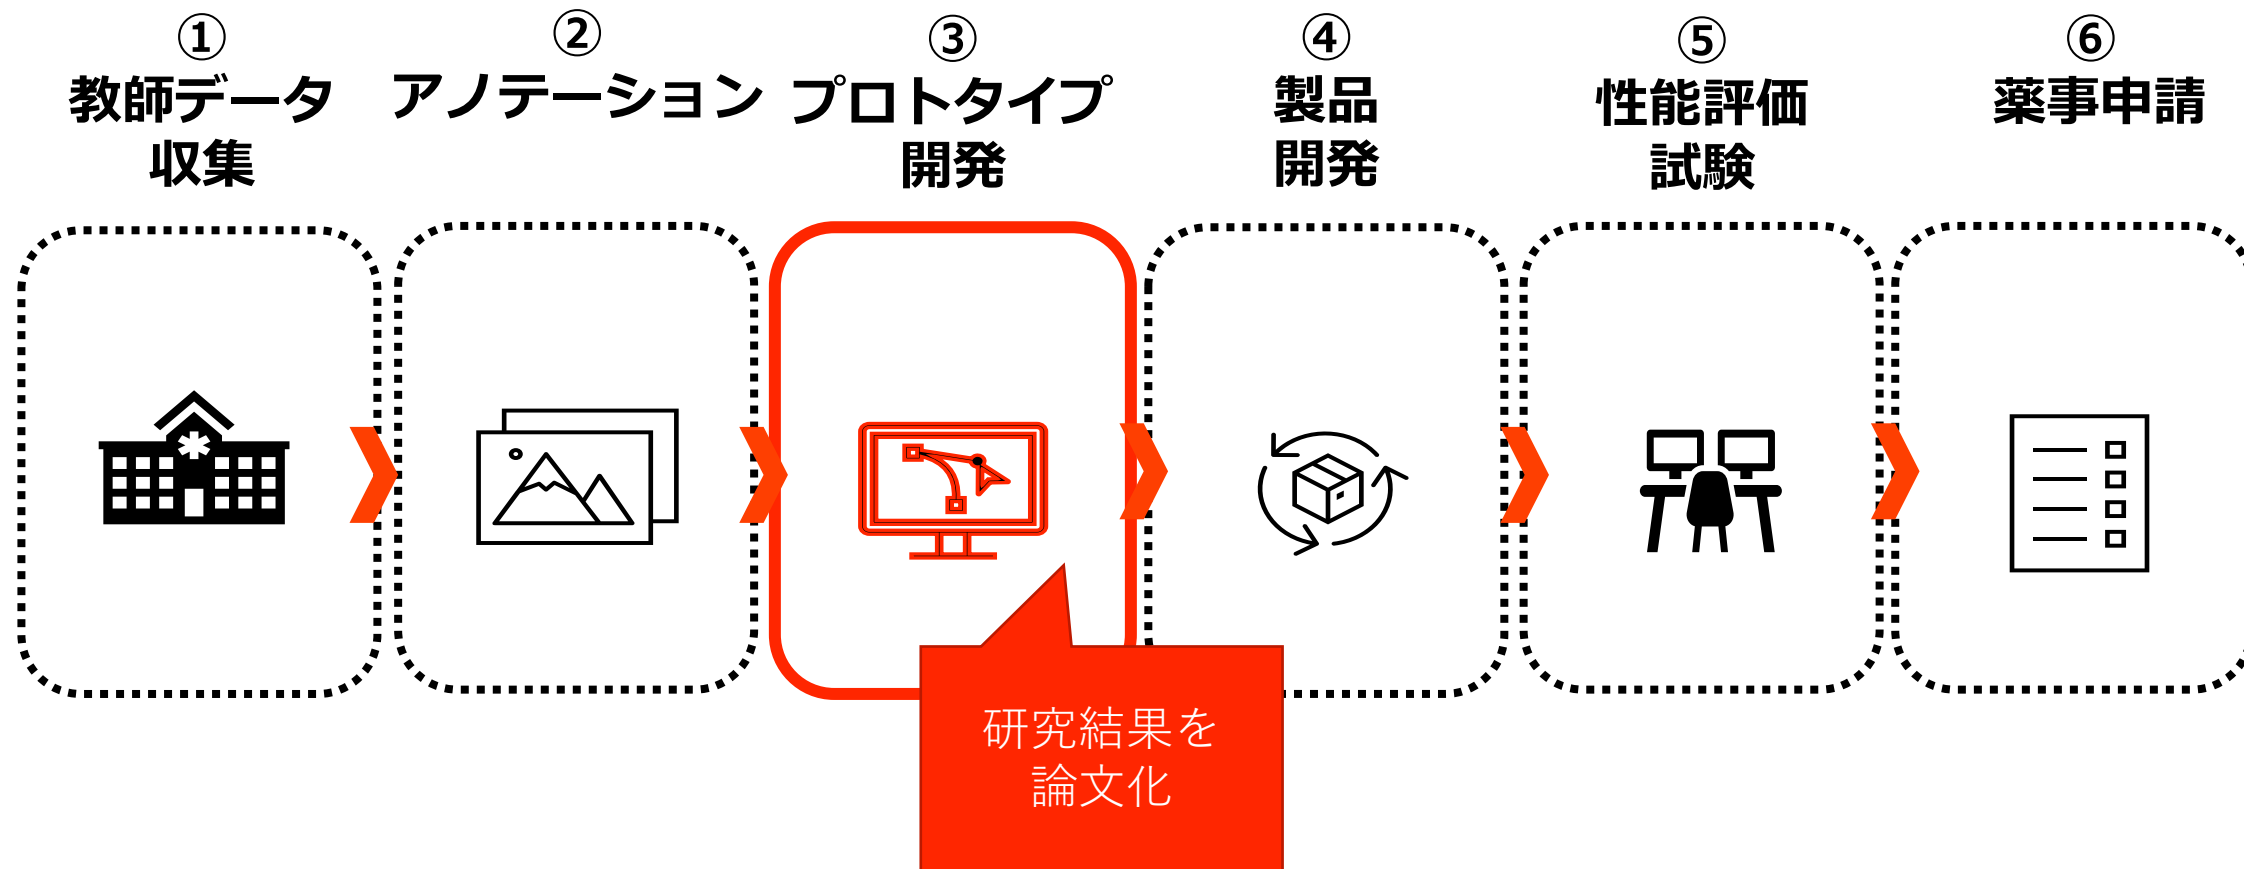 ①
教師データ
収集
②
アノテーション
③
プロトタイプ
開発
④
製品
開発
⑤
性能評価
試験
⑥
薬事申請
研究結果を
論文化